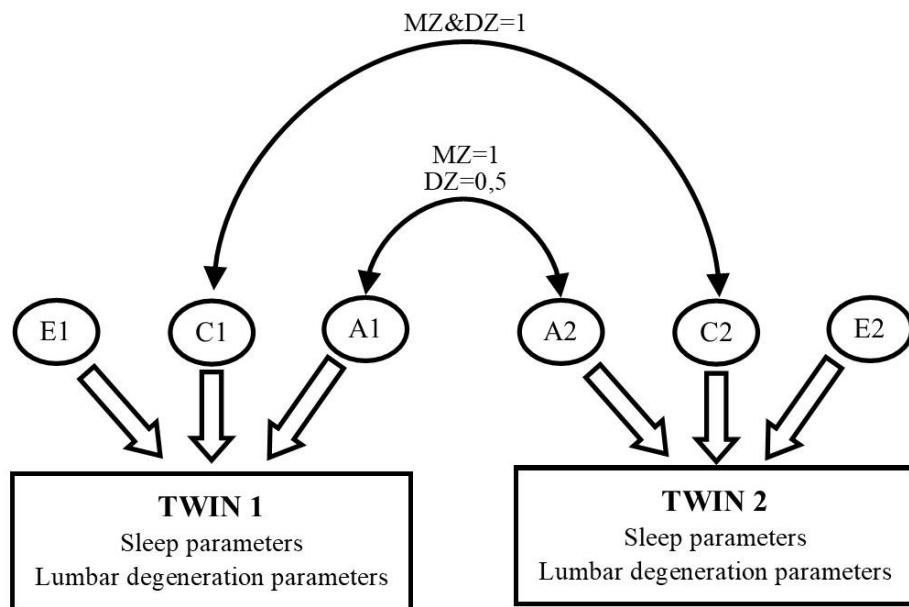 MZ&DZ=1
MZ=1
DZ=0,5
E1
C1
A1
A2
C2
E2
TWIN 1
Sleep parameters
Lumbar degeneration parameters
TWIN 2
Sleep parameters
Lumbar degeneration parameters